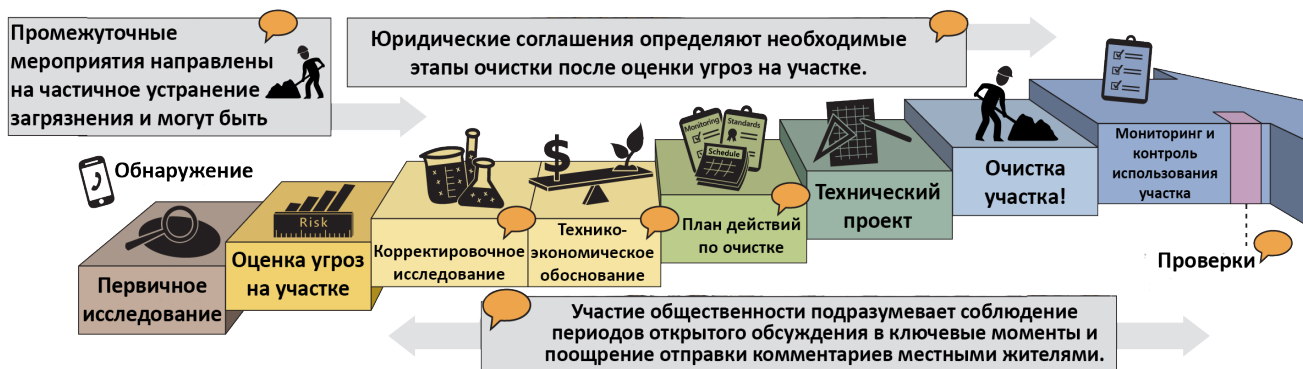 Промежуточные
мероприятия направлены
на частичное устранение
загрязнения и могут быть
Юридические соглашения определяют необходимые
этапы очистки после оценки угроз на участке.
Обнаружение
Первичное
исследование
Risk
Оценка угроз
на участке
Корректировочное
исследование
$
Технико-
экономическое
обоснование
Monitoring
Standards
Schedule
План действий
по очистке
Технический
проект
Очистка
участка!
Мониторинг и
контроль
использования
участка
Проверки
Участие общественности подразумевает соблюдение
периодов открытого обсуждения в ключевые моменты и
поощрение отправки комментариев местными жителями.